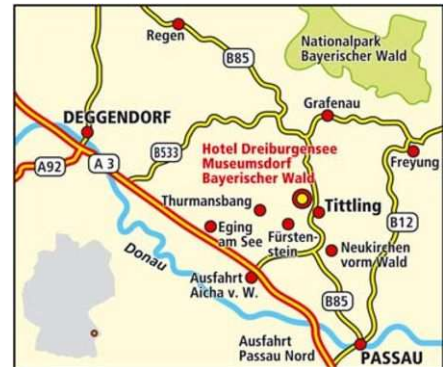 Regen
B85
Nationalpark
Bayerischer Wald
DEGGENDORF
Grafenau
A92
A 3
B533
Hotel Dreiburgensee
Museumsdorf
Bayerischer Wald
Freyung
Thurmansbang
Tittling
B12
Eging
am See
Fürsten-
stein
Neukirchen
vorm Wald
Donau
Ausfahrt
Aicha v. W.
B85
Ausfahrt
Passau Nord
PASSAU